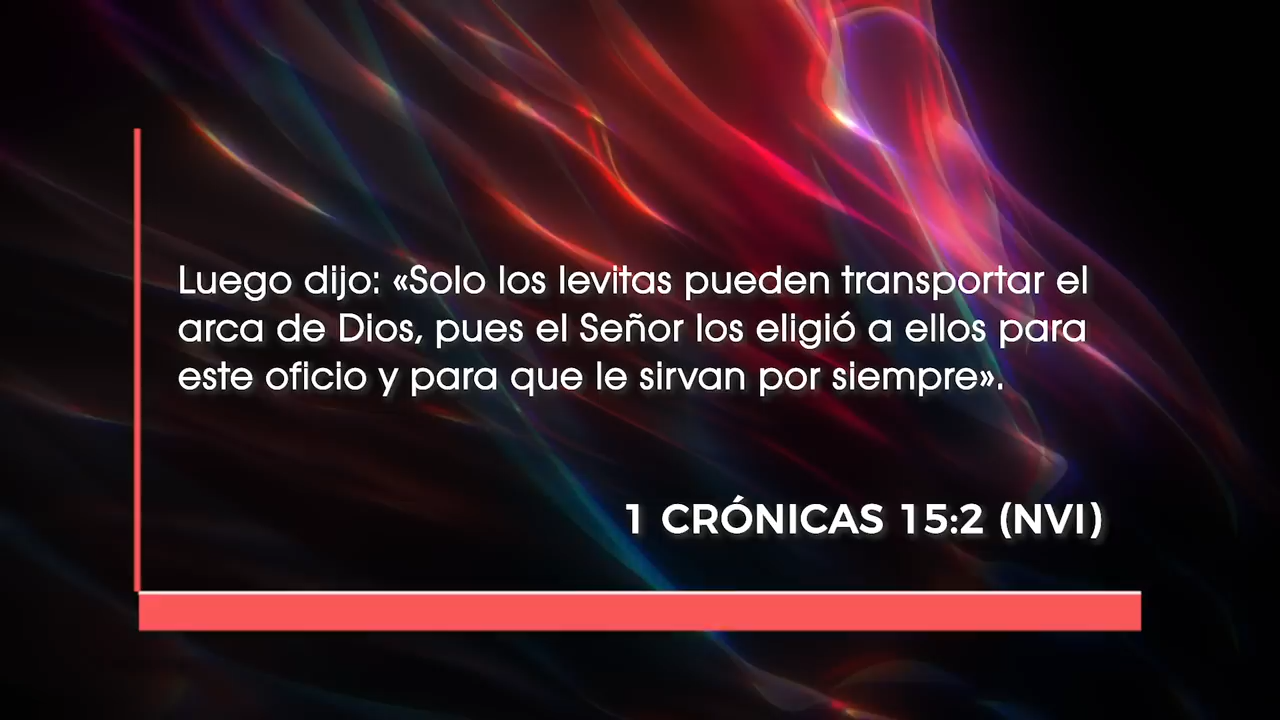 Luego dijo: «Solo los levitas pueden transportar el
arca de Dios, pues el Señor los eligió a ellos para
este oficio y para que le sirvan por siempre».
1 CRÓNICAS 15:2 (NVI)